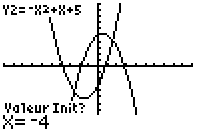 Y2=-X²+X+5
Valeur Init?
X=-4